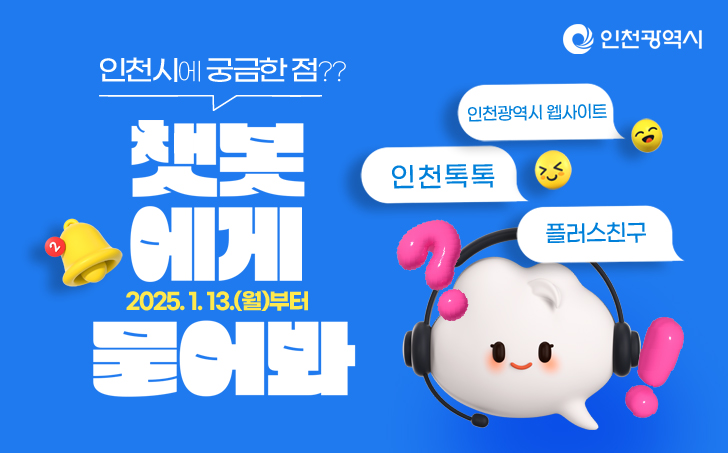 인천광역시
인천시에 궁금한 점??
챗봇
에게
2025. 1. 13.(월)부터
물어봐
인천광역시 웹사이트
인천톡톡
플러스친구
2
?
!